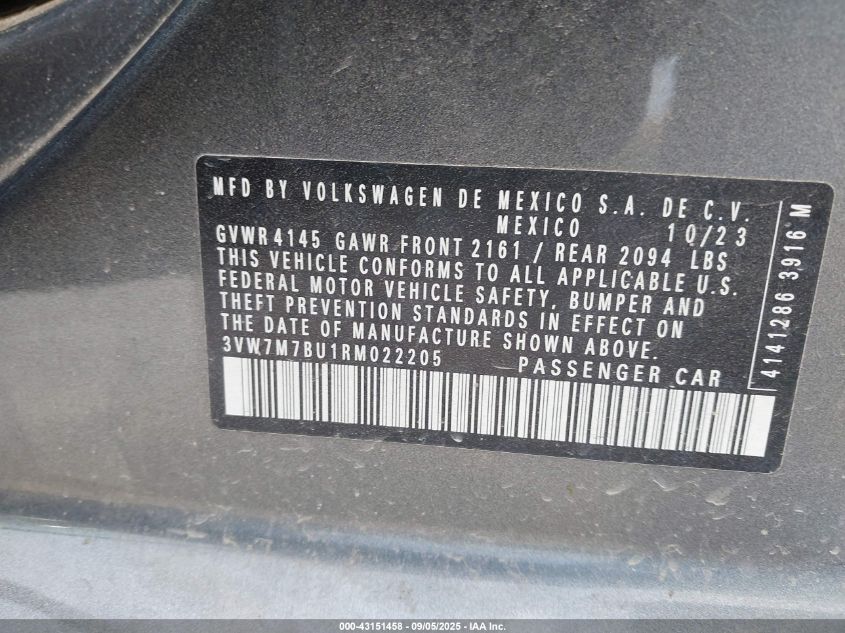 MFD BY VOLKSWAGEN DE MEXICO S.A. DE C.V.
MEXICO 10/23
GVWR 4145 GAWR FRONT 2161 / REAR 2094 LBS
THIS VEHICLE CONFORMS TO ALL APPLICABLE U.S.
FEDERAL MOTOR VEHICLE SAFETY, BUMPER AND
THEFT PREVENTION STANDARDS IN EFFECT ON
THE DATE OF MANUFACTURE SHOWN ABOVE.
3VW7M7BU1RM022205 PASSENGER CAR
4141286 3916 M
000-43151458 - 09/05/2025 - IAA Inc.